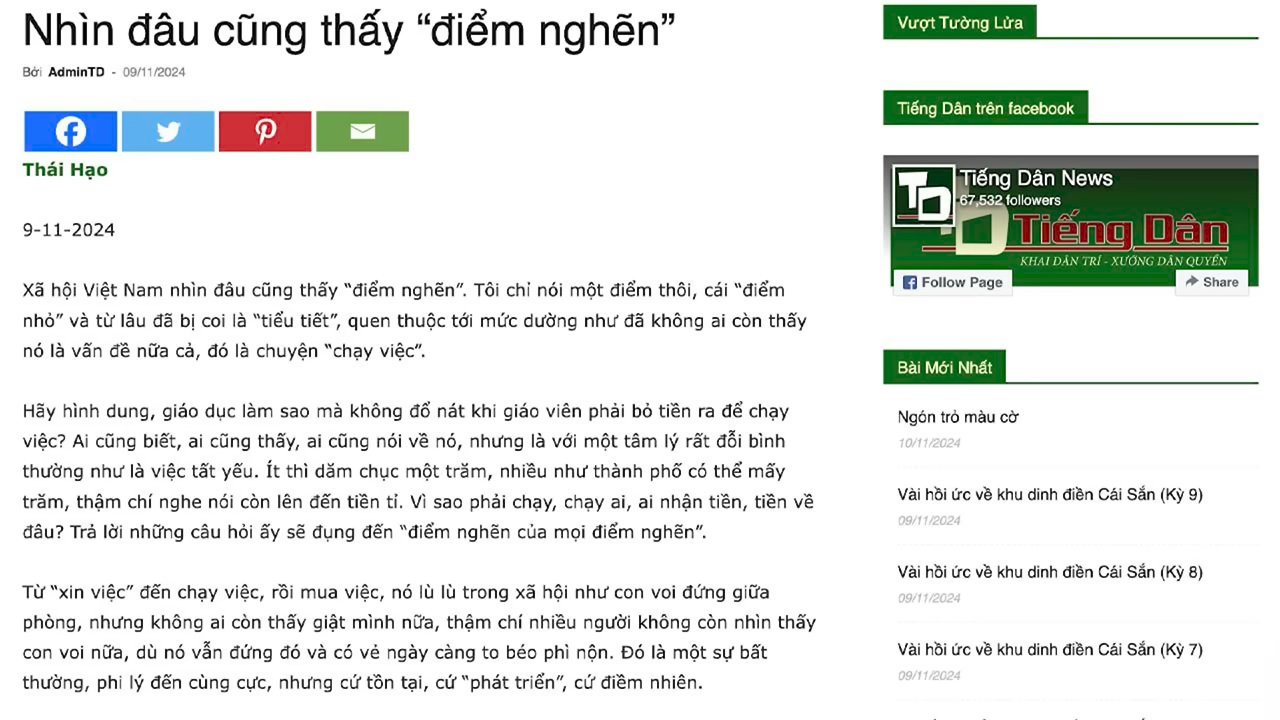 Nhìn đâu cũng thấy “điểm nghẽn”
Bởi AdminTD - 09/11/2024
Thái Hạo
9-11-2024
Xã hội Việt Nam nhìn đâu cũng thấy “điểm nghẽn”. Tôi chỉ nói một điểm thôi, cái “điểm
nhỏ” và từ lâu đã bị coi là “tiểu tiết”, quen thuộc tới mức dường như đã không ai còn thấy
nó là vấn đề nữa cả, đó là chuyện “chạy việc”.
Hãy hình dung, giáo dục làm sao mà không đổ nát khi giáo viên phải bỏ tiền ra để chạy
việc? Ai cũng biết, ai cũng thấy, ai cũng nói về nó, nhưng là với một tâm lý rất đỗi bình
thường như là việc tất yếu. Ít thì dăm chục một trăm, nhiều như thành phố có thể mấy
trăm, thậm chí nghe nói còn lên đến tiền tỉ. Vì sao phải chạy, chạy ai, ai nhận tiền, tiền về
đâu? Trả lời những câu hỏi ấy sẽ đụng đến “điểm nghẽn của mọi điểm nghẽn”.
Từ “xin việc” đến chạy việc, rồi mua việc, nó lù lù trong xã hội như con voi đứng giữa
phòng, nhưng không ai còn thấy giật mình nữa, thậm chí nhiều người không còn nhìn thấy
con voi nữa, dù nó vẫn đứng đó và có vẻ ngày càng to béo phì nộn. Đó là một sự bất
thường, phi lý đến cùng cực, nhưng cứ tồn tại, cứ “phát triển”, cứ điềm nhiên.
Vượt Tường Lửa
Tiếng Dân trên facebook
TD
Tiếng Dân News
67,532 followers
Tiếng Dân
KHAI DÂN TRÍ - XƯỚNG DÂN QUYỀN
Follow Page
Share
Bài Mới Nhất
Ngón trỏ màu cờ
10/11/2024
Vài hồi ức về khu dinh điền Cái Sắn (Kỳ 9)
09/11/2024
Vài hồi ức về khu dinh điền Cái Sắn (Kỳ 8)
09/11/2024
Vài hồi ức về khu dinh điền Cái Sắn (Kỳ 7)
09/11/2024